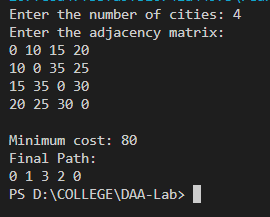 Enter the number of cities: 4
Enter the adjacency matrix:
0 10 15 20
10 0 35 25
15 35 0 30
20 25 30 0
Minimum cost: 80
Final Path:
0 1 3 2 0
PS D:\COLLEGE\DAA-Lab>